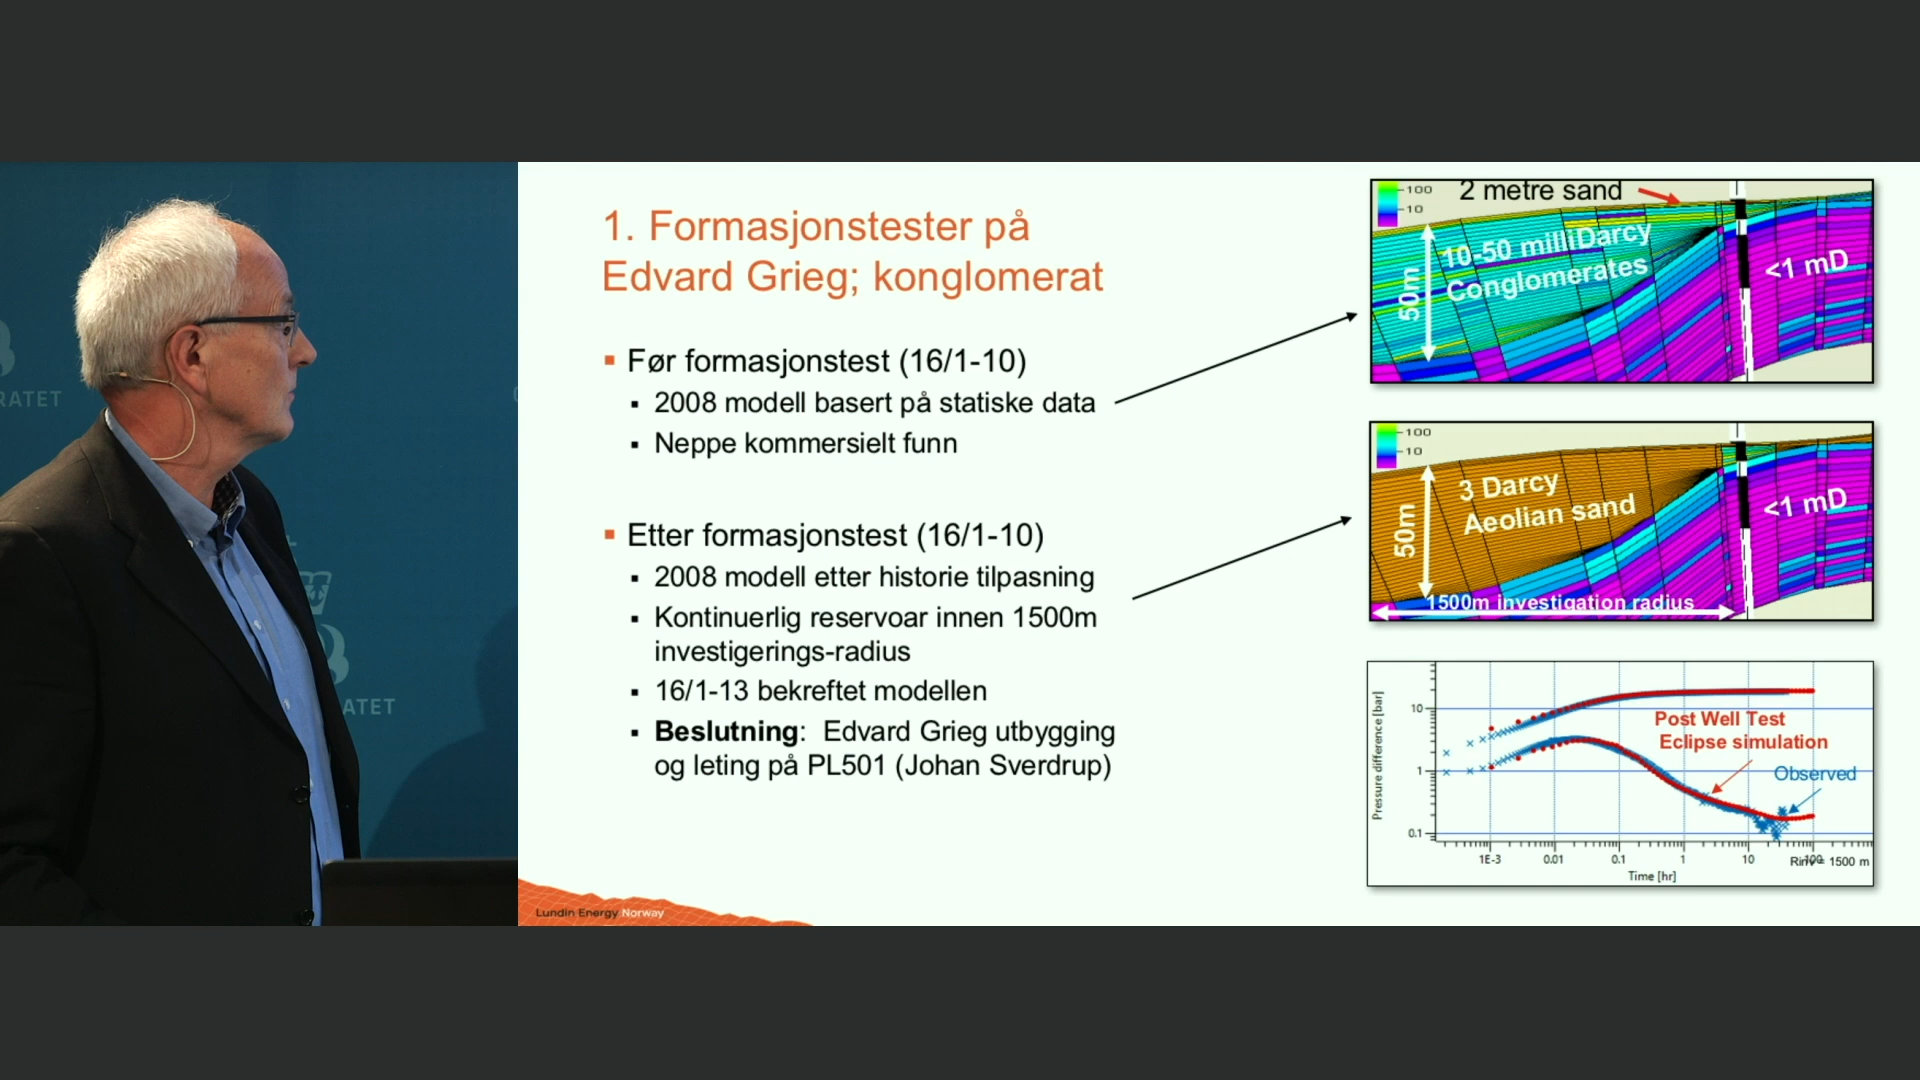 RATET
ATET
1. Formasjonstester på
Edvard Grieg; konglomerat
Før formasjonstest (16/1-10)
2008 modell basert på statiske data
Neppe kommersielt funn
Etter formasjonstest (16/1-10)
2008 modell etter historie tilpasning
Kontinuerlig reservoar innen 1500m
investigerings-radius
16/1-13 bekreftet modellen
Beslutning: Edvard Grieg utbygging
og leting på PL501 (Johan Sverdrup)
Lundin Energy Norway
100
10
2 metre sand
10-50 milliDarcy
Conglomerates
50m
<1 mD
100
10
3 Darcy
Aeolian sand
50m
<1 mD
1500m investigation radius
Pressure difference [bar]
10
1
0.1
Post Well Test
Eclipse simulation
Observed
1E-3 0.01 0.1 1 10 100
Rinv = 1500 m
Time [hr]